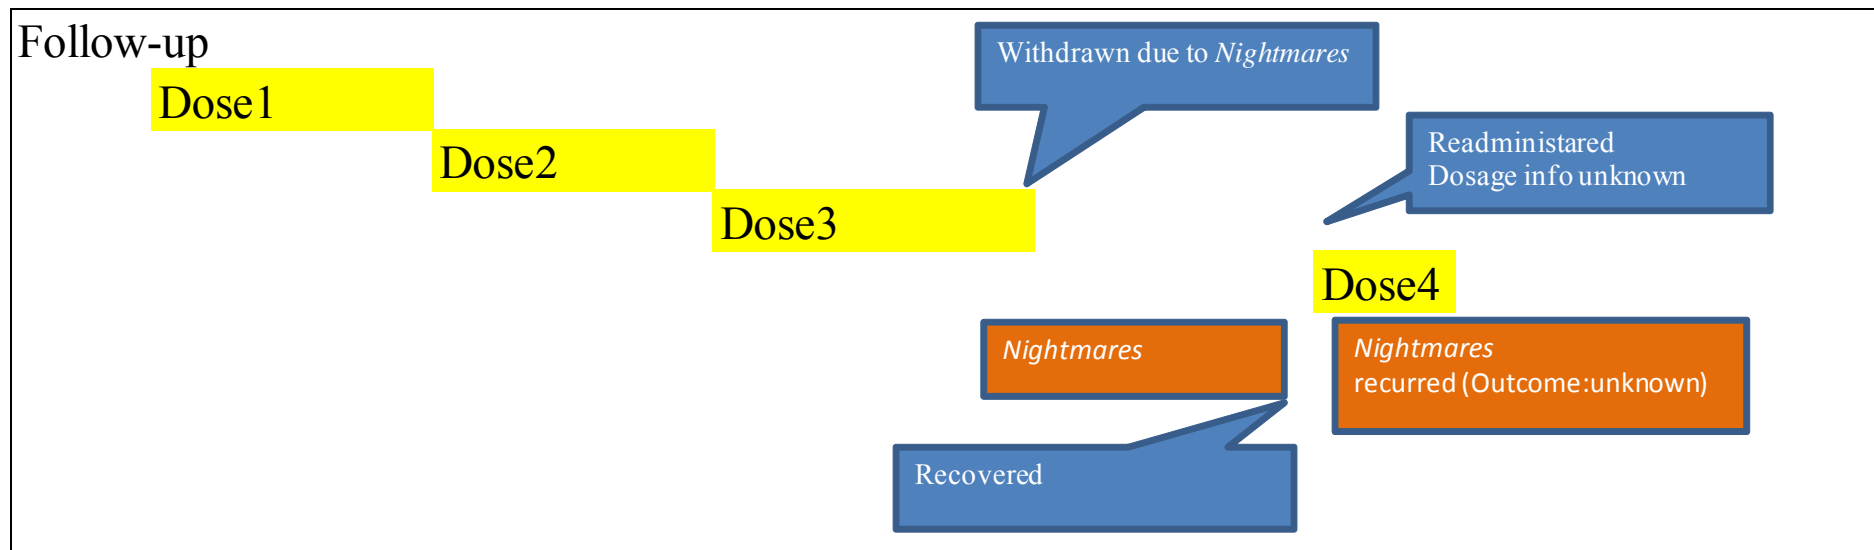 Follow-up
Withdrawn due to Nightmares
Dose1
Readministared
Dosage info unknown
Dose2
Dose3
Dose4
Nightmares
Nightmares
recurred (Outcome:unknown)
Recovered